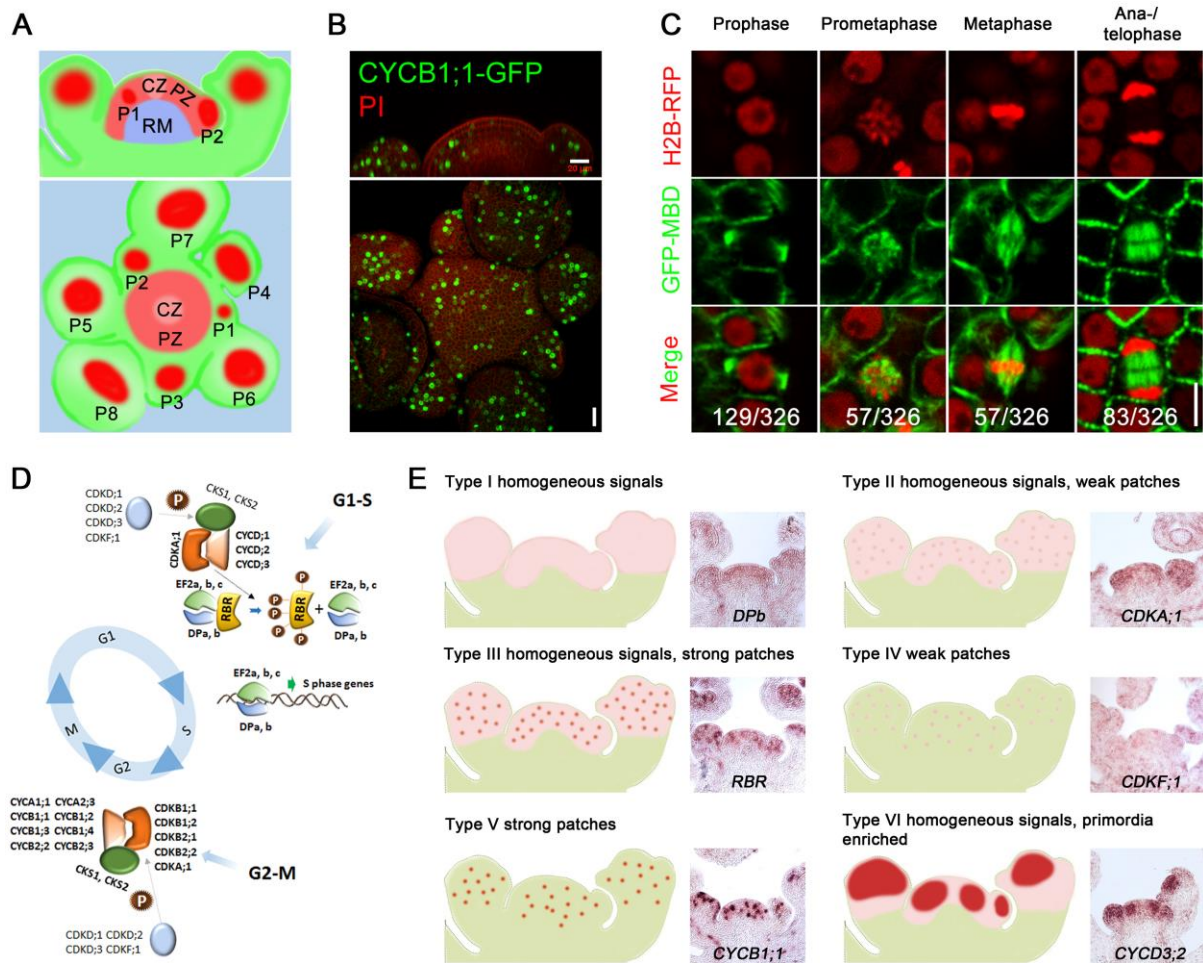 A
CZ
PZ
P1
P2
RM
P7
P2
P4
CZ
P5
P1
PZ
P8
P3
P6
B
CYCB1;1-GFP
PI
20 µm
C
Prophase
Prometaphase
Metaphase
Ana-/
telophase
H2B-RFP
GFP-MBD
Merge
129/326
57/326
57/326
83/326
D
CDKD;1
CDKD;2
CDKD;3
CDKF;1
P
CKS1, CKS2
CDKA;1
CYCD;1
CYCD;2
CYCD;3
G1-S
EF2a, b, c
RBR
DPa, b
P
P
P
P
P
RBR
+
EF2a, b, c
DPa, b
EF2a, b, c
S phase genes
DPa, b
G1
S
G2
M
CYCA1;1 CYCA2;3
CYCB1;1 CYCB1;2
CYCB1;3 CYCB1;4
CYCB2;2 CYCB2;3
CDKB1;1
CDKB1;2
CDKB2;1
CDKB2;2
CDKA;1
CKS1, CKS2
P
G2-M
CDKD;1 CDKD;2
CDKD;3 CDKF;1
E
Type I homogeneous signals
DPb
Type II homogeneous signals, weak patches
CDKA;1
Type III homogeneous signals, strong patches
RBR
Type IV weak patches
CDKF;1
Type V strong patches
CYCB1;1
Type VI homogeneous signals, primordia
enriched
CYCD3;2